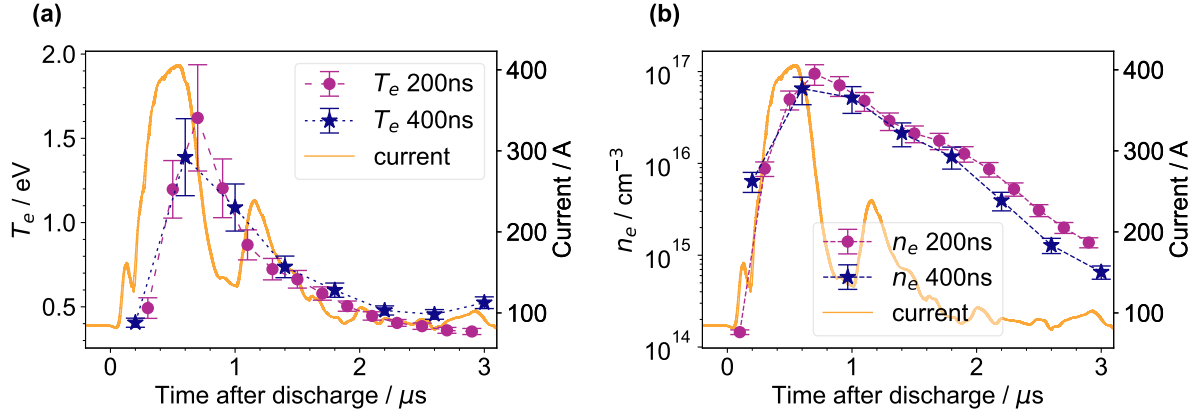 (a)
2.0
1.5
1.0
0.5
T_e / eV
400
300
200
100
Current / A
T_e 200ns
T_e 400ns
current
0
1
2
3
Time after discharge / μs
(b)
10^17
10^16
10^15
10^14
n_e / cm^−3
400
300
200
100
Current / A
n_e 200ns
n_e 400ns
current
0
1
2
3
Time after discharge / μs